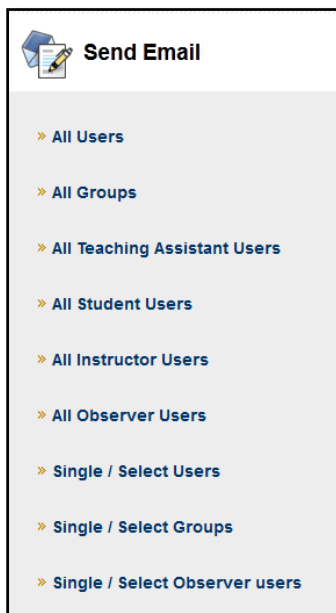 Send Email
» All Users
» All Groups
» All Teaching Assistant Users
» All Student Users
» All Instructor Users
» All Observer Users
» Single / Select Users
» Single / Select Groups
» Single / Select Observer users